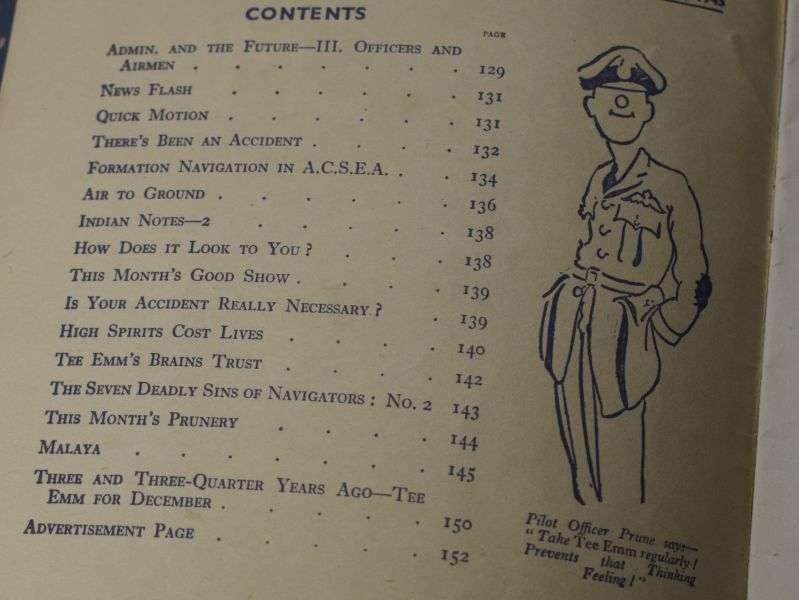 CONTENTS
PAGE
ADMIN. AND THE FUTURE—III. OFFICERS AND
AIRMEN . . . . . . . 129
NEWS FLASH . . . . . . 131
QUICK MOTION . . . . . . 131
THERE'S BEEN AN ACCIDENT . . . . 132
FORMATION NAVIGATION IN A.C.S.E.A. . . 134
AIR TO GROUND . . . . . . 136
INDIAN NOTES—2 . . . . . 138
HOW DOES IT LOOK TO YOU ? . . . 138
THIS MONTH'S GOOD SHOW . . . . 139
IS YOUR ACCIDENT REALLY NECESSARY ? . 139
HIGH SPIRITS COST LIVES . . . . 140
TEE EMM'S BRAINS TRUST . . . . 142
THE SEVEN DEADLY SINS OF NAVIGATORS : NO. 2 143
THIS MONTH'S PRUNERY . . . . 144
MALAYA . . . . . . . 145
THREE AND THREE-QUARTER YEARS AGO—TEE
EMM FOR DECEMBER . . . . . 150
ADVERTISEMENT PAGE . . . . . 152
Pilot Officer Prune says:—
"Take Tee Emm regularly!
Prevents that Thinking
Feeling!"